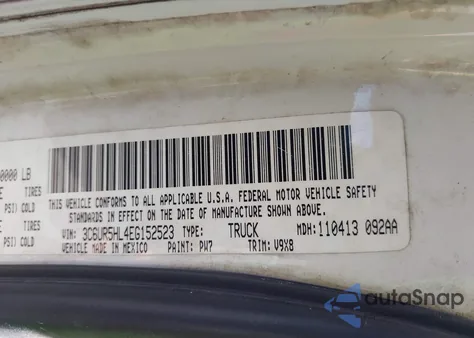 0000 LB
E TIRES
PSI) COLD
THIS VEHICLE CONFORMS TO ALL APPLICABLE U.S.A. FEDERAL MOTOR VEHICLE SAFETY
STANDARDS IN EFFECT ON THE DATE OF MANUFACTURE SHOWN ABOVE.
E TIRES
PSI) COLD
VIN: 3C6UR5HL4EG152523 TYPE: TRUCK MDH: 110413 092AA
VEHICLE MADE IN MEXICO PAINT: PW7 TRIM: V9X8
autoSnap